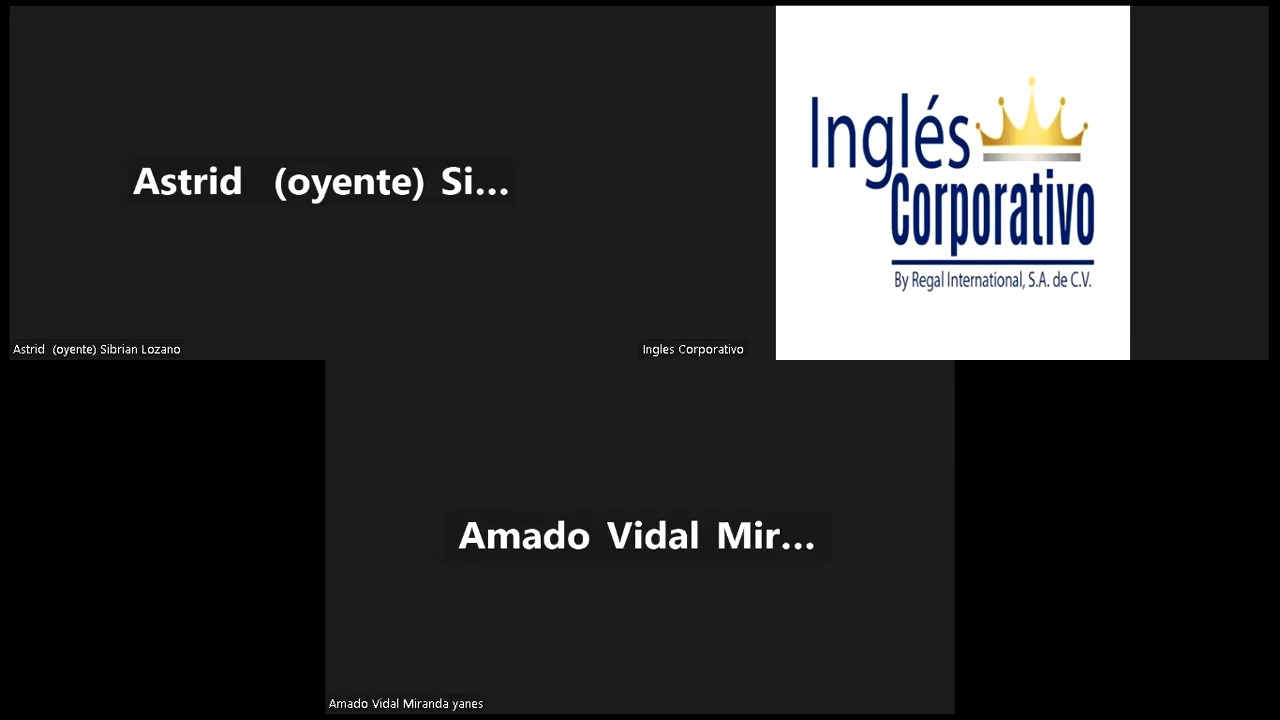 Astrid (oyente) Si...
Astrid (oyente) Sibrian Lozano
Inglés
Corporativo
By Regal International, S.A. de C.V.
Ingles Corporativo
Amado Vidal Mir...
Amado Vidal Miranda yanes